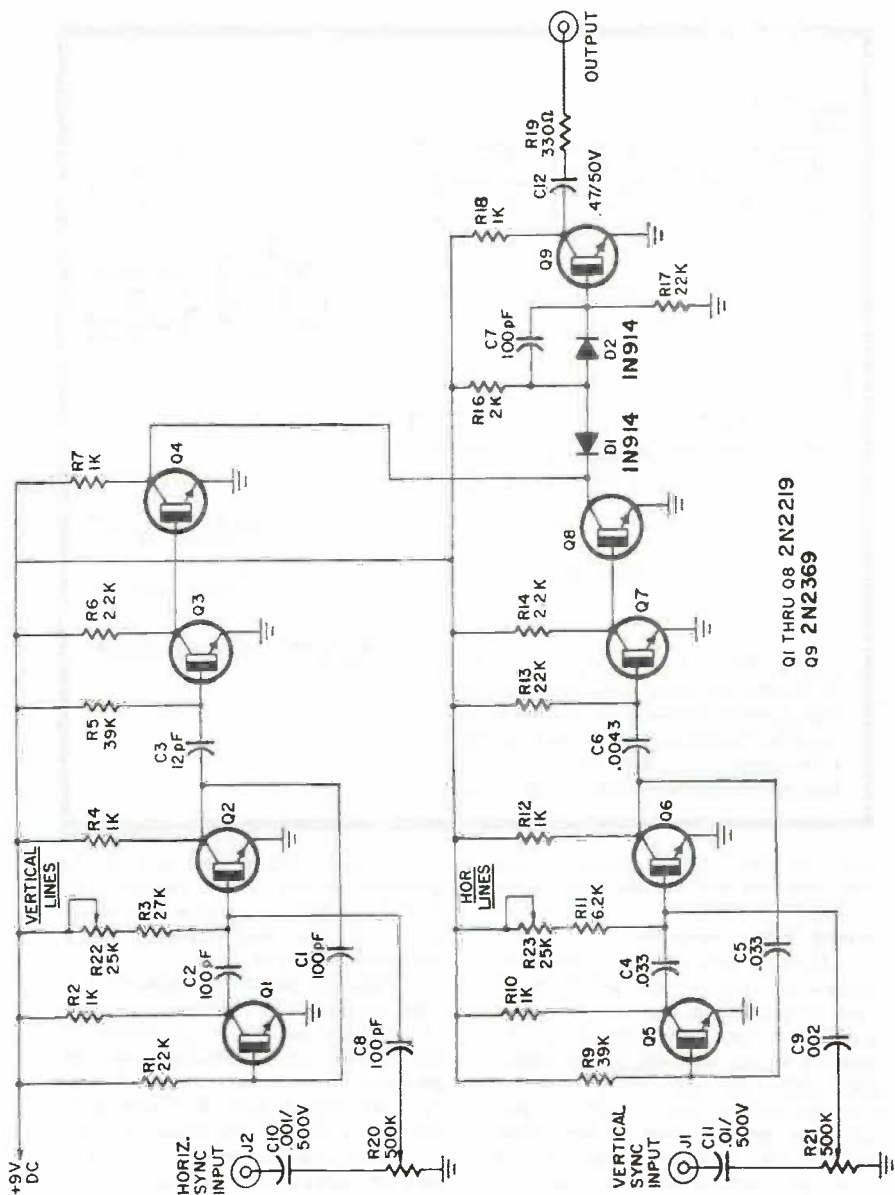 +9V
DC
HORIZ.
SYNC
INPUT
J2
C10
.001/
500V
R20
500K
R1
22K
R2
1K
Q1
C8
100pF
C2
100pF
C1
100pF
VERTICAL
LINES
R22
25K
R3
27K
R4
1K
Q2
C3
12pF
R5
39K
R6
2.2K
Q3
R7
1K
Q4
VERTICAL
SYNC
INPUT
J1
C11
.01/
500V
R21
500K
R9
39K
R10
1K
Q5
C9
002
C4
.033
C5
.033
HOR
LINES
R23
25K
R11
6.2K
R12
1K
Q6
C6
.0043
R13
22K
R14
2.2K
Q7
Q8
D1
1N914
R16
2K
C7
100pF
D2
1N914
R17
22K
Q9
R18
1K
C12
.47/50V
R19
330Ω
OUTPUT
Q1 THRU Q8 2N2219
Q9 2N2369